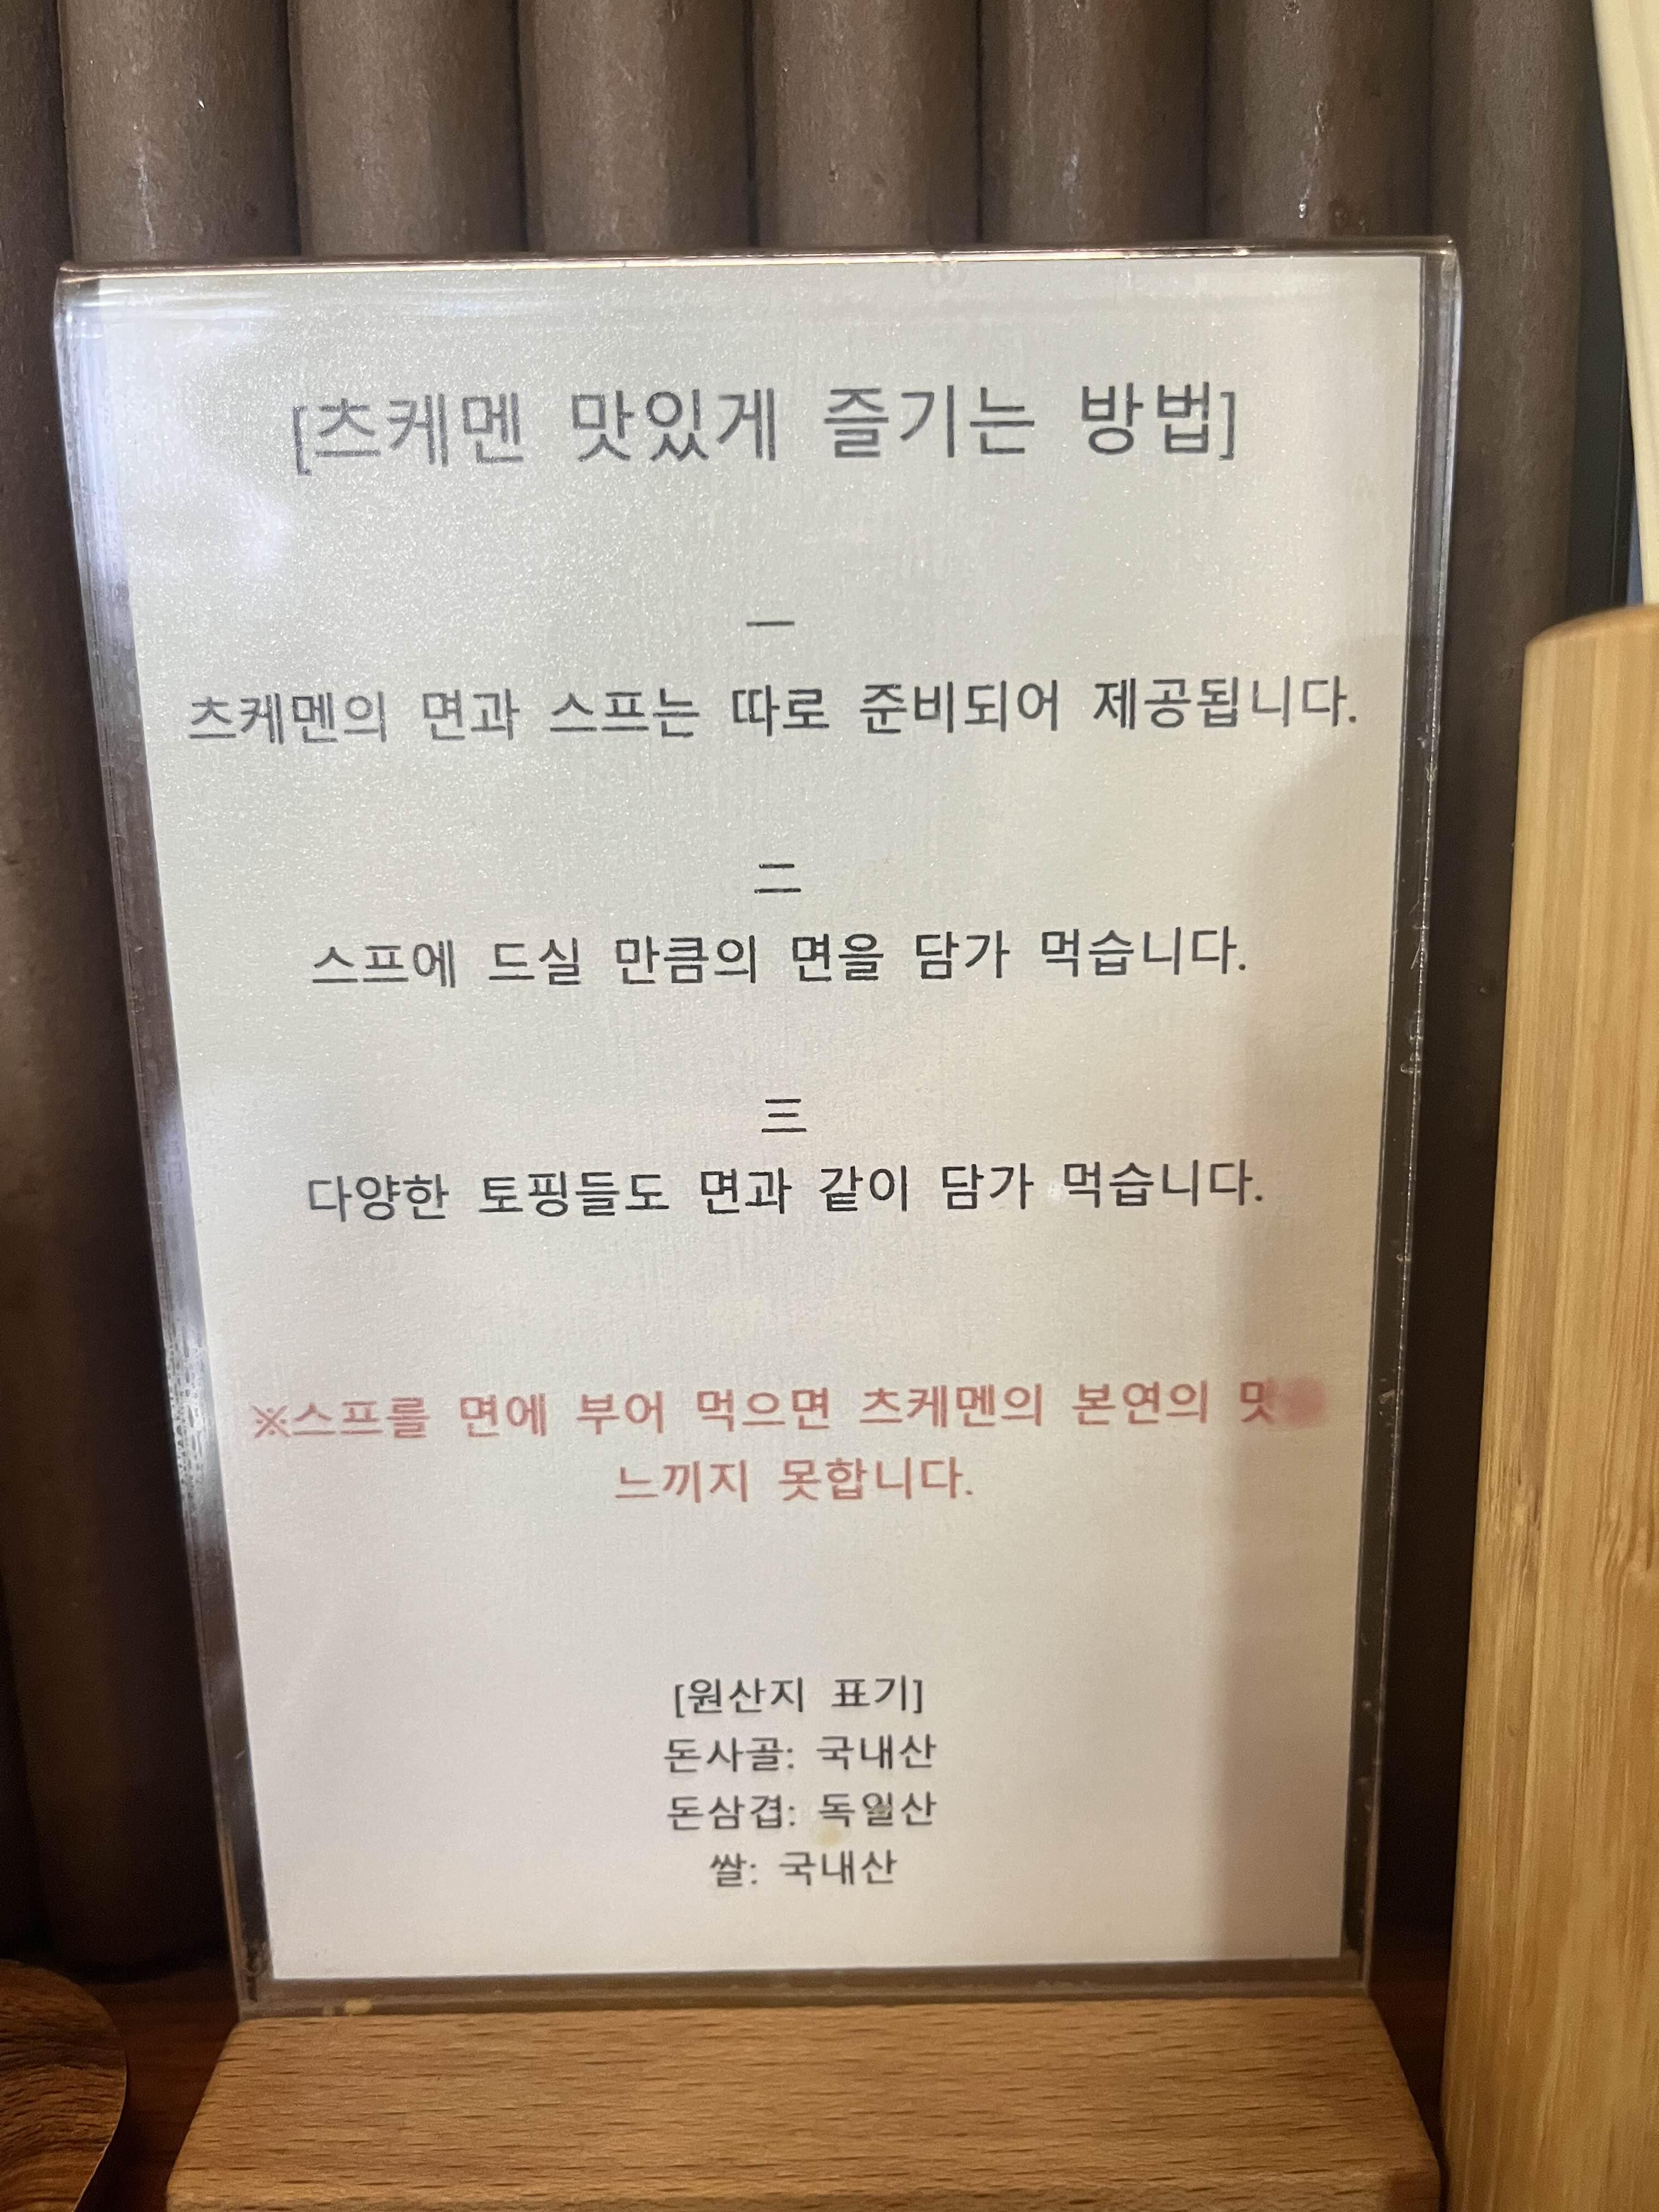 [츠케멘 맛있게 즐기는 방법]
一
츠케멘의 면과 스프는 따로 준비되어 제공됩니다.
二
스프에 드실 만큼의 면을 담가 먹습니다.
三
다양한 토핑들도 면과 같이 담가 먹습니다.
※스프를 면에 부어 먹으면 츠케멘의 본연의
느끼지 못합니다.
[원산지 표기]
돈사골: 국내산
돈삼겹: 독일산
쌀: 국내산